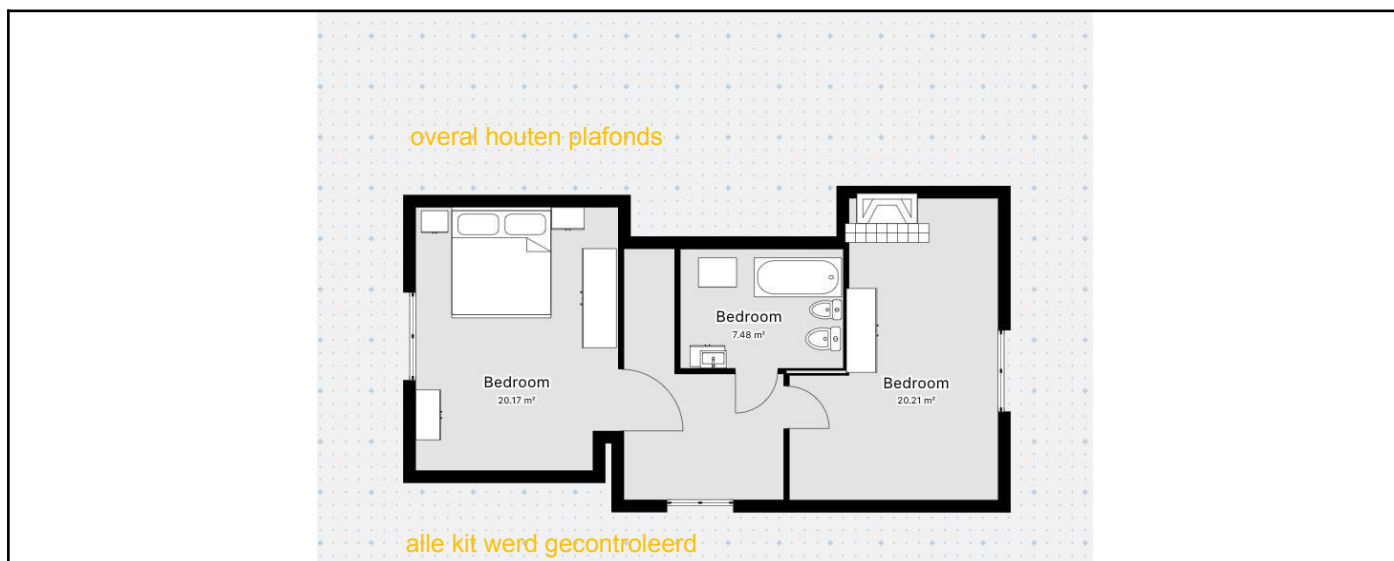 overal houten plafonds
Bedroom
7.48 m²
Bedroom
20.17 m²
Bedroom
20.21 m²
alle kit werd gecontroleerd